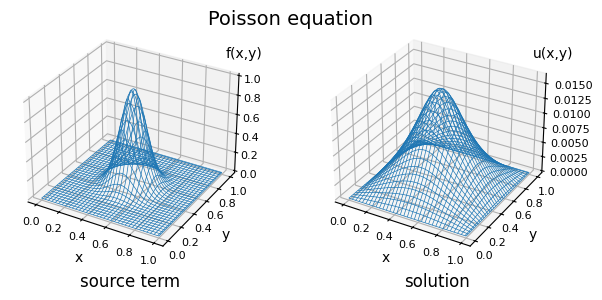 Poisson equation
f(x,y)
1.0
0.8
0.6
0.4
0.2
0.0
0.0 0.2 0.4 0.6 0.8 1.0
x
0.0 0.2 0.4 0.6 0.8 1.0
y
source term
u(x,y)
0.0150
0.0125
0.0100
0.0075
0.0050
0.0025
0.0000
0.0 0.2 0.4 0.6 0.8 1.0
x
0.0 0.2 0.4 0.6 0.8 1.0
y
solution